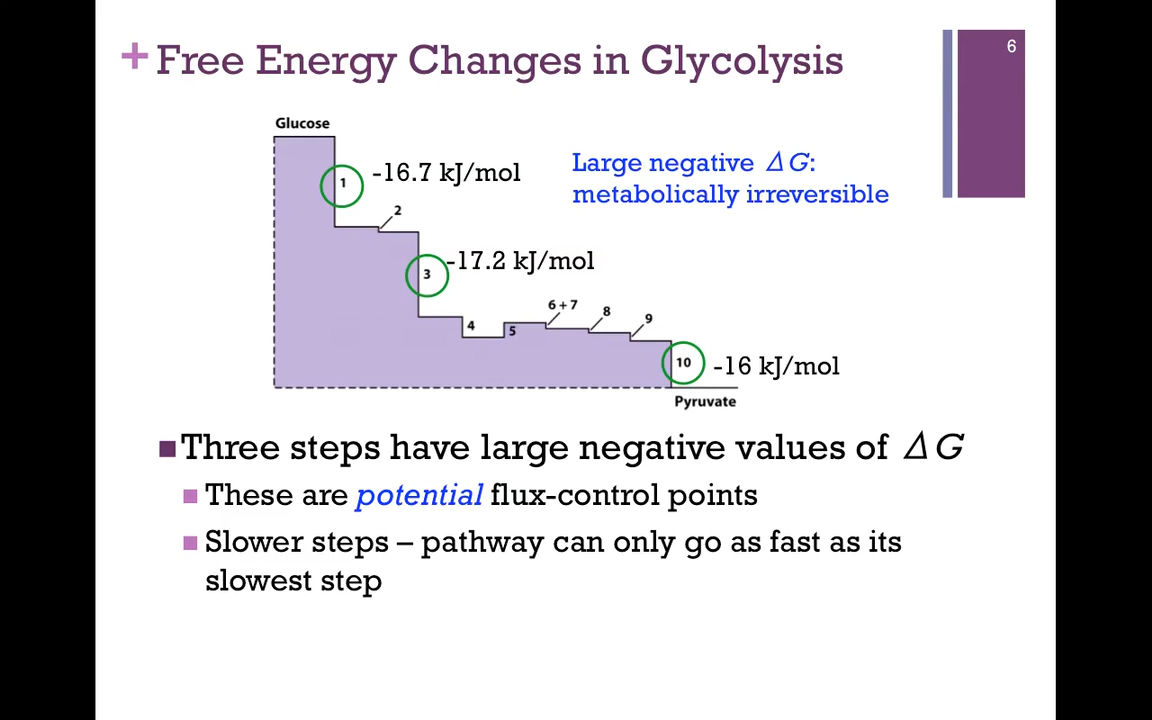 + Free Energy Changes in Glycolysis
6
Glucose
1
-16.7 kJ/mol
Large negative ΔG:
metabolically irreversible
2
3
-17.2 kJ/mol
4
5
6 + 7
8
9
10
-16 kJ/mol
Pyruvate
Three steps have large negative values of ΔG
These are potential flux-control points
Slower steps – pathway can only go as fast as its
slowest step